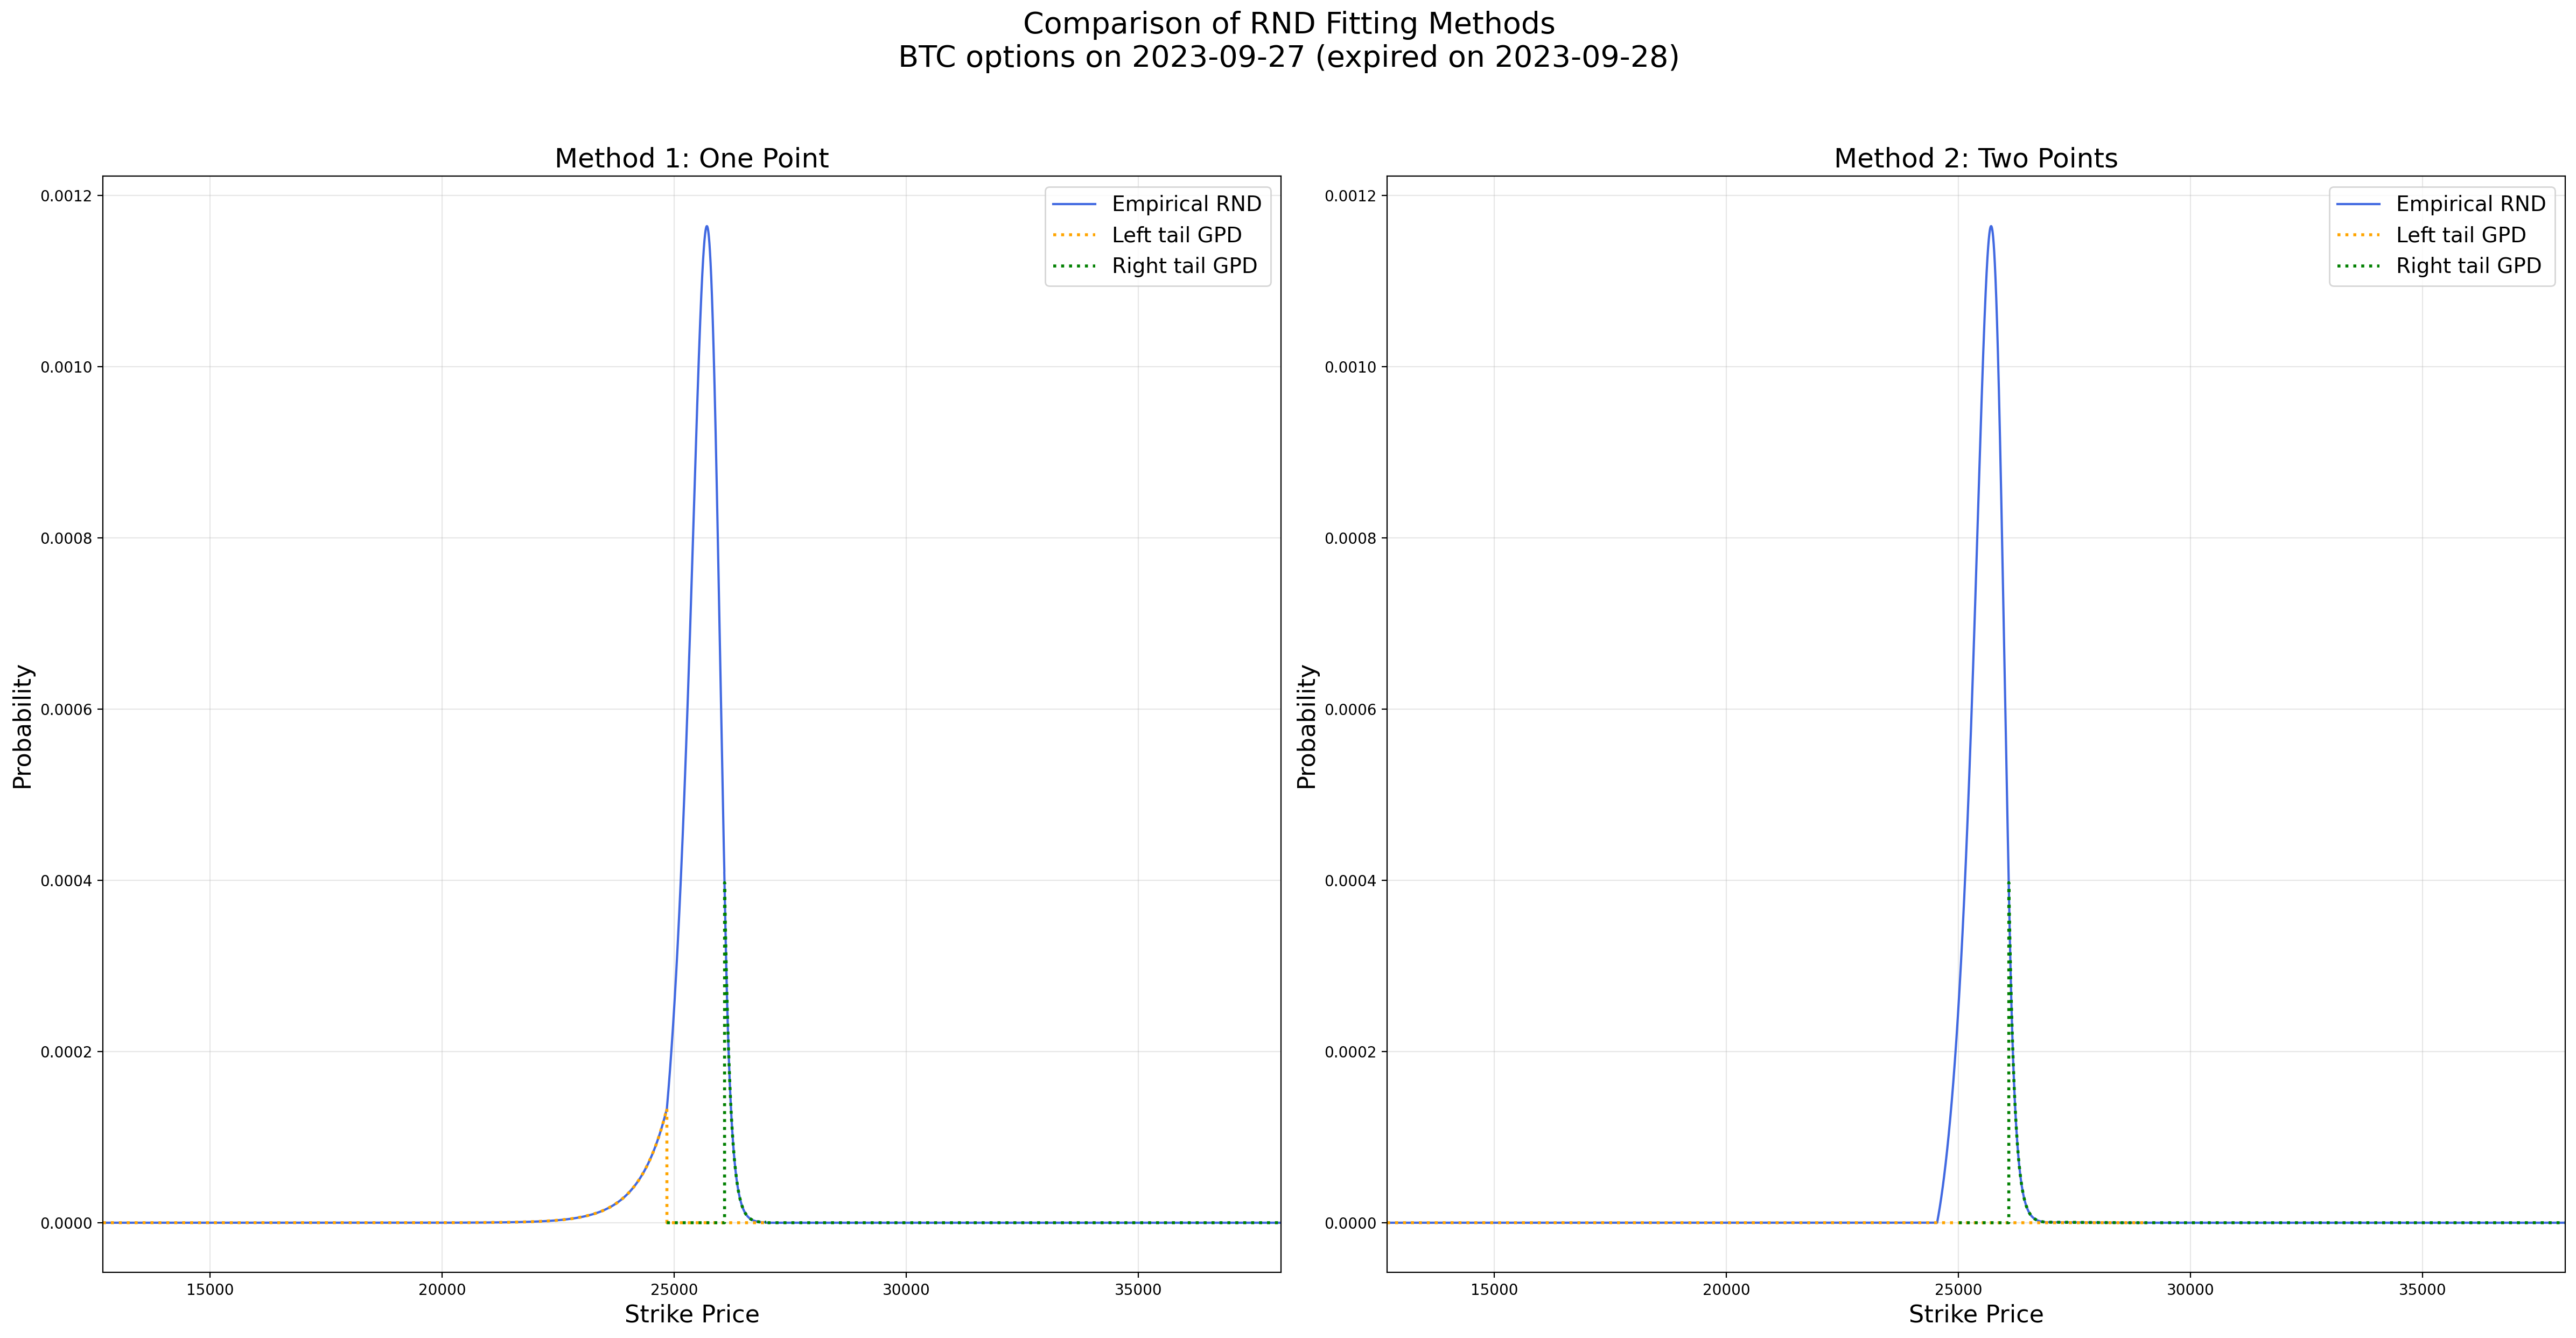 Comparison of RND Fitting Methods
BTC options on 2023-09-27 (expired on 2023-09-28)
Method 1: One Point
Probability
0.0012
0.0010
0.0008
0.0006
0.0004
0.0002
0.0000
15000
20000
25000
30000
35000
Strike Price
Empirical RND
Left tail GPD
Right tail GPD
Method 2: Two Points
Probability
0.0012
0.0010
0.0008
0.0006
0.0004
0.0002
0.0000
15000
20000
25000
30000
35000
Strike Price
Empirical RND
Left tail GPD
Right tail GPD